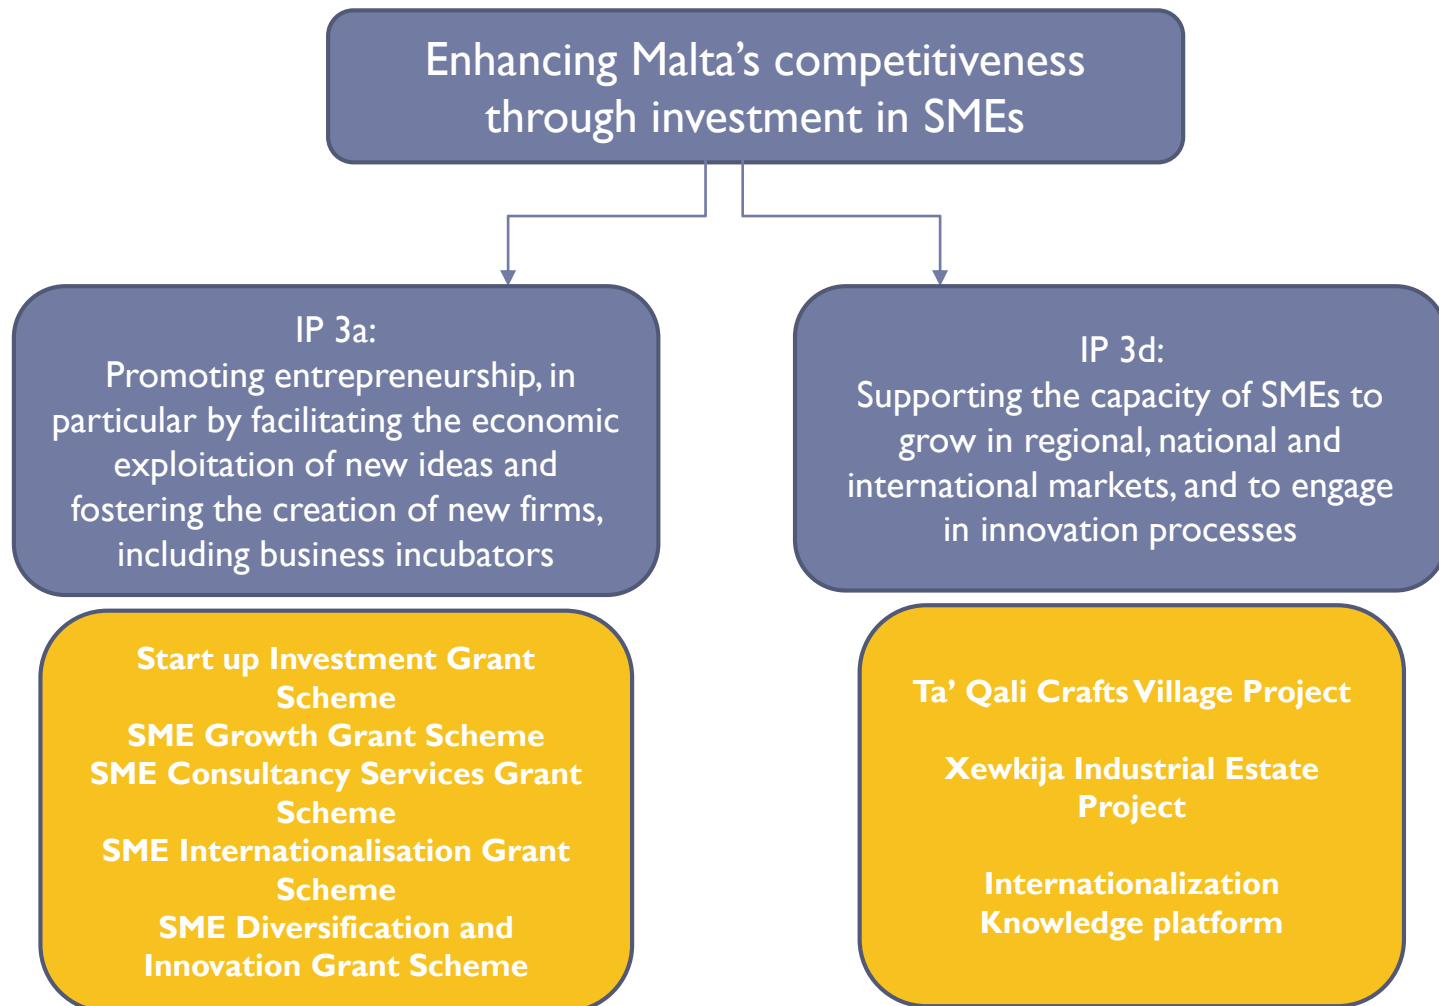 Enhancing Malta’s competitiveness
through investment in SMEs
IP 3a:
Promoting entrepreneurship, in
particular by facilitating the economic
exploitation of new ideas and
fostering the creation of new firms,
including business incubators
IP 3d:
Supporting the capacity of SMEs to
grow in regional, national and
international markets, and to engage
in innovation processes
Start up Investment Grant
Scheme
SME Growth Grant Scheme
SME Consultancy Services Grant
Scheme
SME Internationalisation Grant
Scheme
SME Diversification and
Innovation Grant Scheme
Ta’ Qali Crafts Village Project
Xewkija Industrial Estate
Project
Internationalization
Knowledge platform